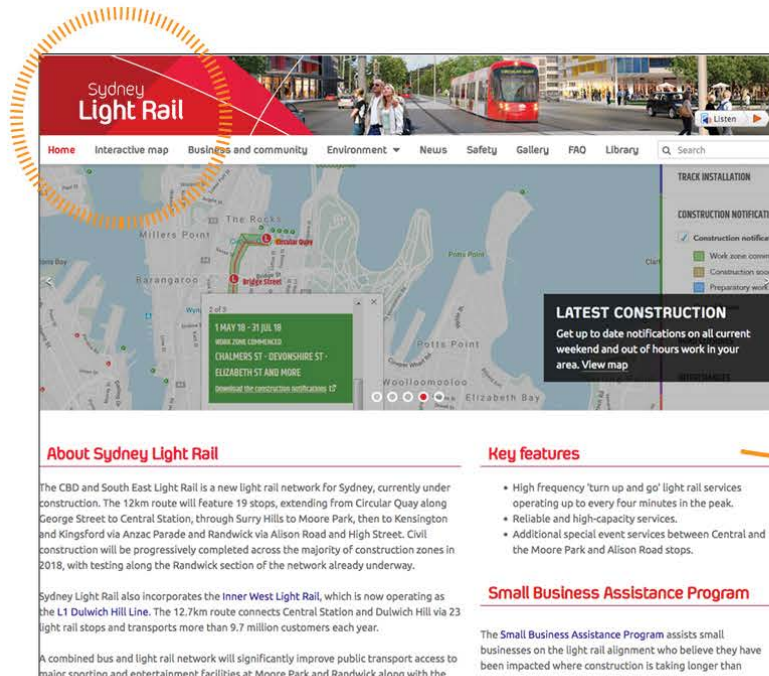 Sydney
Light Rail
Listen
Home
Interactive map
Business and community
Environment
News
Safety
Gallery
FAQ
Library
Search
The Rocks
Millers Point
Circular Quay
Bridge Street
Barangaroo
Potts Point
Potts Point
Woolloomooloo
Elizabeth Bay
2 of 3
1 MAY 18 - 31 JUL 18
WORK ZONE COMMENCED
CHALMERS ST - DEVONSHIRE ST -
ELIZABETH ST AND MORE
Download the construction notifications
TRACK INSTALLATION
CONSTRUCTION
Construction
Work zone
Construction
Preparatory work
LATEST CONSTRUCTION
Get up to date notifications on all current
weekend and out of hours work in your
area. View map
About Sydney Light Rail
The CBD and South East Light Rail is a new light rail network for Sydney, currently under
construction. The 12km route will feature 19 stops, extending from Circular Quay along
George Street to Central Station, through Surry Hills to Moore Park, then to Kensington
and Kingsford via Anzac Parade and Randwick via Alison Road and High Street. Civil
construction will be progressively completed across the majority of construction zones in
2018, with testing along the Randwick section of the network already underway.
Sydney Light Rail also incorporates the Inner West Light Rail, which is now operating as
the L1 Dulwich Hill Line. The 12.7km route connects Central Station and Dulwich Hill via 23
light rail stops and transports more than 9.7 million customers each year.
A combined bus and light rail network will significantly improve public transport access to
major sporting and entertainment facilities at Moore Park and Randwick along with the
Key features
• High frequency 'turn up and go' light rail services
operating up to every four minutes in the peak.
• Reliable and high-capacity services.
• Additional special event services between Central and
the Moore Park and Alison Road stops.
Small Business Assistance Program
The Small Business Assistance Program assists small
businesses on the light rail alignment who believe they have
been impacted where construction is taking longer than